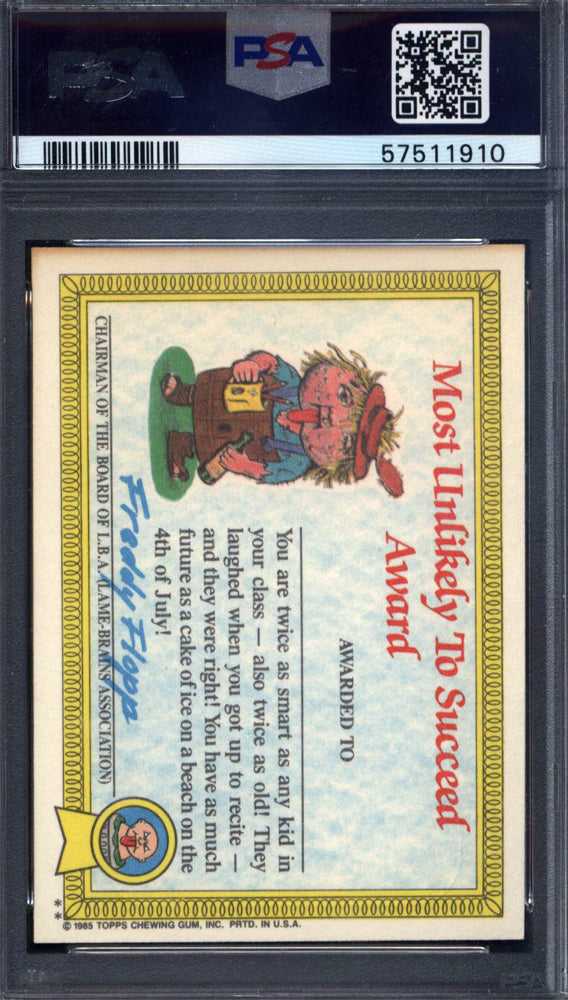 PSA
PSA
57511910
Most Unlikely To Succeed
Award
AWARDED TO
You are twice as smart as any kid in
your class — also twice as old! They
laughed when you got up to recite —
and they were right! You have as much
future as a cake of ice on a beach on the
4th of July!
Freddy Flopp
CHAIRMAN OF THE BOARD OF L.B.A. (LAME-BRAINS ASSOCIATION)
** © 1985 TOPPS CHEWING GUM, INC. PRTD. IN U.S.A.